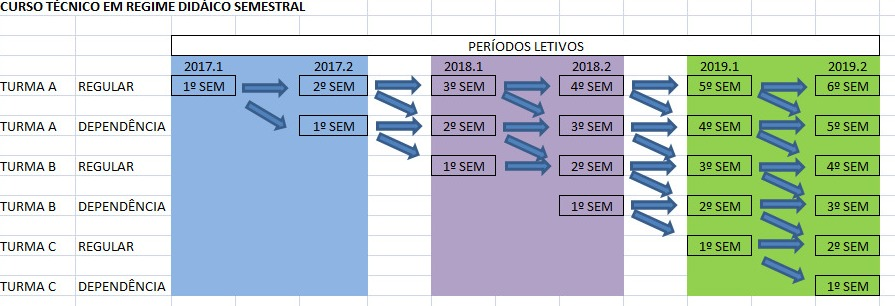 CURSO TÉCNICO EM REGIME DIDÁICO SEMESTRAL
PERÍODOS LETIVOS
2017.1 2017.2 2018.1 2018.2 2019.1 2019.2
TURMA A REGULAR 1º SEM 2º SEM 3º SEM 4º SEM 5º SEM 6º SEM
TURMA A DEPENDÊNCIA 1º SEM 2º SEM 3º SEM 4º SEM 5º SEM
TURMA B REGULAR 1º SEM 2º SEM 3º SEM 4º SEM
TURMA B DEPENDÊNCIA 1º SEM 2º SEM 3º SEM
TURMA C REGULAR 1º SEM 2º SEM
TURMA C DEPENDÊNCIA 1º SEM